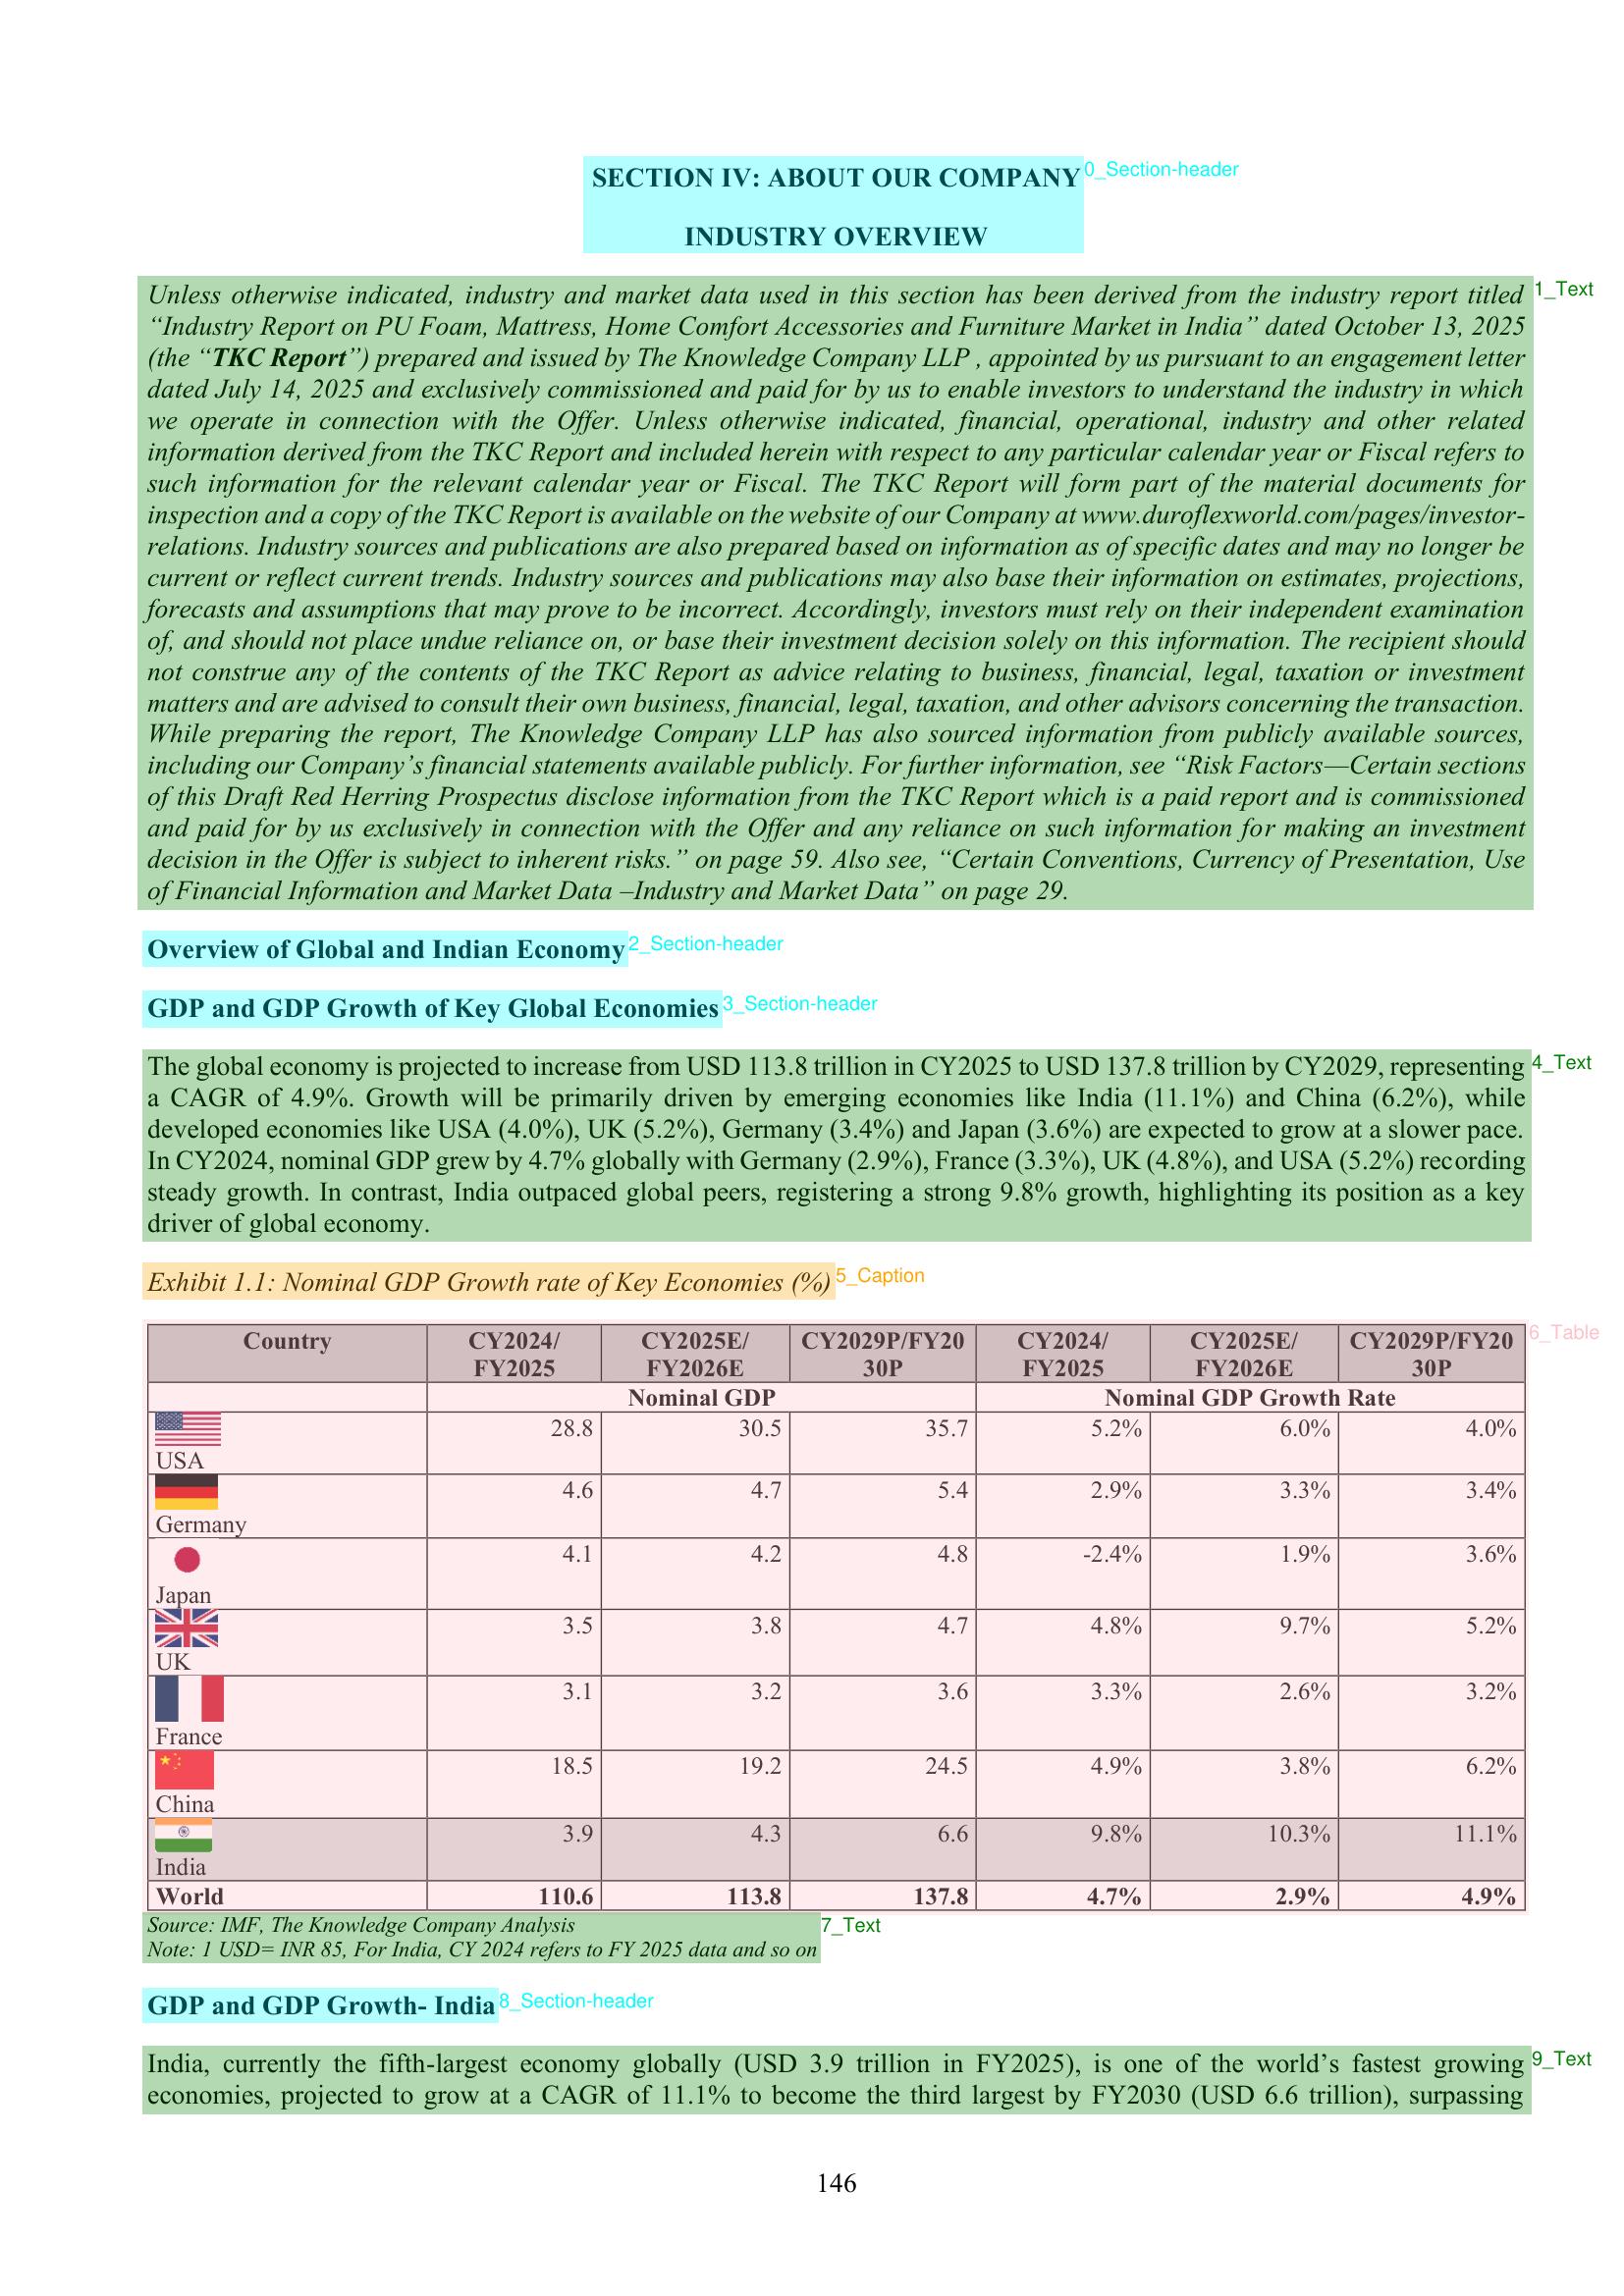 SECTION IV: ABOUT OUR COMPANY
0_Section-header
INDUSTRY OVERVIEW
1_Text
Unless otherwise indicated, industry and market data used in this section has been derived from the industry report titled
“Industry Report on PU Foam, Mattress, Home Comfort Accessories and Furniture Market in India” dated October 13, 2025
(the “TKC Report”) prepared and issued by The Knowledge Company LLP , appointed by us pursuant to an engagement letter
dated July 14, 2025 and exclusively commissioned and paid for by us to enable investors to understand the industry in which
we operate in connection with the Offer. Unless otherwise indicated, financial, operational, industry and other related
information derived from the TKC Report and included herein with respect to any particular calendar year or Fiscal refers to
such information for the relevant calendar year or Fiscal. The TKC Report will form part of the material documents for
inspection and a copy of the TKC Report is available on the website of our Company at www.duroflexworld.com/pages/investor-
relations. Industry sources and publications are also prepared based on information as of specific dates and may no longer be
current or reflect current trends. Industry sources and publications may also base their information on estimates, projections,
forecasts and assumptions that may prove to be incorrect. Accordingly, investors must rely on their independent examination
of, and should not place undue reliance on, or base their investment decision solely on this information. The recipient should
not construe any of the contents of the TKC Report as advice relating to business, financial, legal, taxation or investment
matters and are advised to consult their own business, financial, legal, taxation, and other advisors concerning the transaction.
While preparing the report, The Knowledge Company LLP has also sourced information from publicly available sources,
including our Company’s financial statements available publicly. For further information, see “Risk Factors—Certain sections
of this Draft Red Herring Prospectus disclose information from the TKC Report which is a paid report and is commissioned
and paid for by us exclusively in connection with the Offer and any reliance on such information for making an investment
decision in the Offer is subject to inherent risks.” on page 59. Also see, “Certain Conventions, Currency of Presentation, Use
of Financial Information and Market Data –Industry and Market Data” on page 29.
Overview of Global and Indian Economy 2_Section-header
GDP and GDP Growth of Key Global Economies 3_Section-header
4_Text
The global economy is projected to increase from USD 113.8 trillion in CY2025 to USD 137.8 trillion by CY2029, representing
a CAGR of 4.9%. Growth will be primarily driven by emerging economies like India (11.1%) and China (6.2%), while
developed economies like USA (4.0%), UK (5.2%), Germany (3.4%) and Japan (3.6%) are expected to grow at a slower pace.
In CY2024, nominal GDP grew by 4.7% globally with Germany (2.9%), France (3.3%), UK (4.8%), and USA (5.2%) recording
steady growth. In contrast, India outpaced global peers, registering a strong 9.8% growth, highlighting its position as a key
driver of global economy.
Exhibit 1.1: Nominal GDP Growth rate of Key Economies (%) 5_Caption
6_Table
Country CY2024/ CY2025E/ CY2029P/FY20 CY2024/ CY2025E/ CY2029P/FY20
FY2025 FY2026E 30P FY2025 FY2026E 30P
Nominal GDP Nominal GDP Growth Rate
USA 28.8 30.5 35.7 5.2% 6.0% 4.0%
Germany 4.6 4.7 5.4 2.9% 3.3% 3.4%
Japan 4.1 4.2 4.8 -2.4% 1.9% 3.6%
UK 3.5 3.8 4.7 4.8% 9.7% 5.2%
France 3.1 3.2 3.6 3.3% 2.6% 3.2%
China 18.5 19.2 24.5 4.9% 3.8% 6.2%
India 3.9 4.3 6.6 9.8% 10.3% 11.1%
World 110.6 113.8 137.8 4.7% 2.9% 4.9%
Source: IMF, The Knowledge Company Analysis 7_Text
Note: 1 USD= INR 85, For India, CY 2024 refers to FY 2025 data and so on
GDP and GDP Growth- India 8_Section-header
9_Text
India, currently the fifth-largest economy globally (USD 3.9 trillion in FY2025), is one of the world’s fastest growing
economies, projected to grow at a CAGR of 11.1% to become the third largest by FY2030 (USD 6.6 trillion), surpassing
146